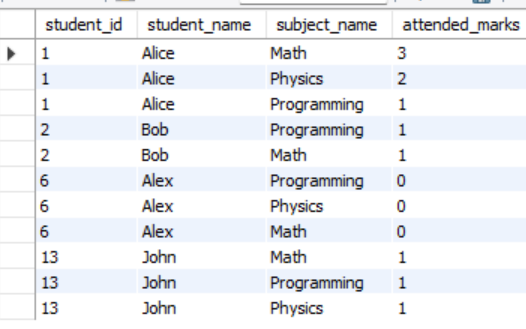 student_id student_name subject_name attended_marks
1 Alice Math 3
1 Alice Physics 2
1 Alice Programming 1
2 Bob Programming 1
2 Bob Math 1
6 Alex Programming 0
6 Alex Physics 0
6 Alex Math 0
13 John Math 1
13 John Programming 1
13 John Physics 1